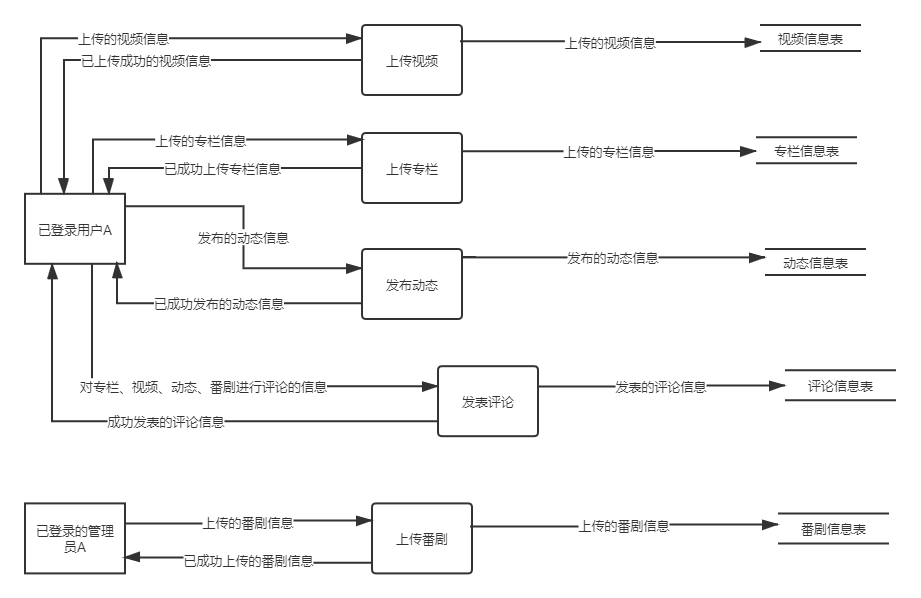 上传的视频信息
已上传成功的视频信息
上传视频
上传的视频信息
视频信息表
上传的专栏信息
已成功上传专栏信息
上传专栏
上传的专栏信息
专栏信息表
已登录用户A
发布的动态信息
已成功发布的动态信息
发布动态
发布的动态信息
动态信息表
对专栏、视频、动态、番剧进行评论的信息
成功发表的评论信息
发表评论
发表的评论信息
评论信息表
已登录的管理
员A
上传的番剧信息
已成功上传的番剧信息
上传番剧
上传的番剧信息
番剧信息表